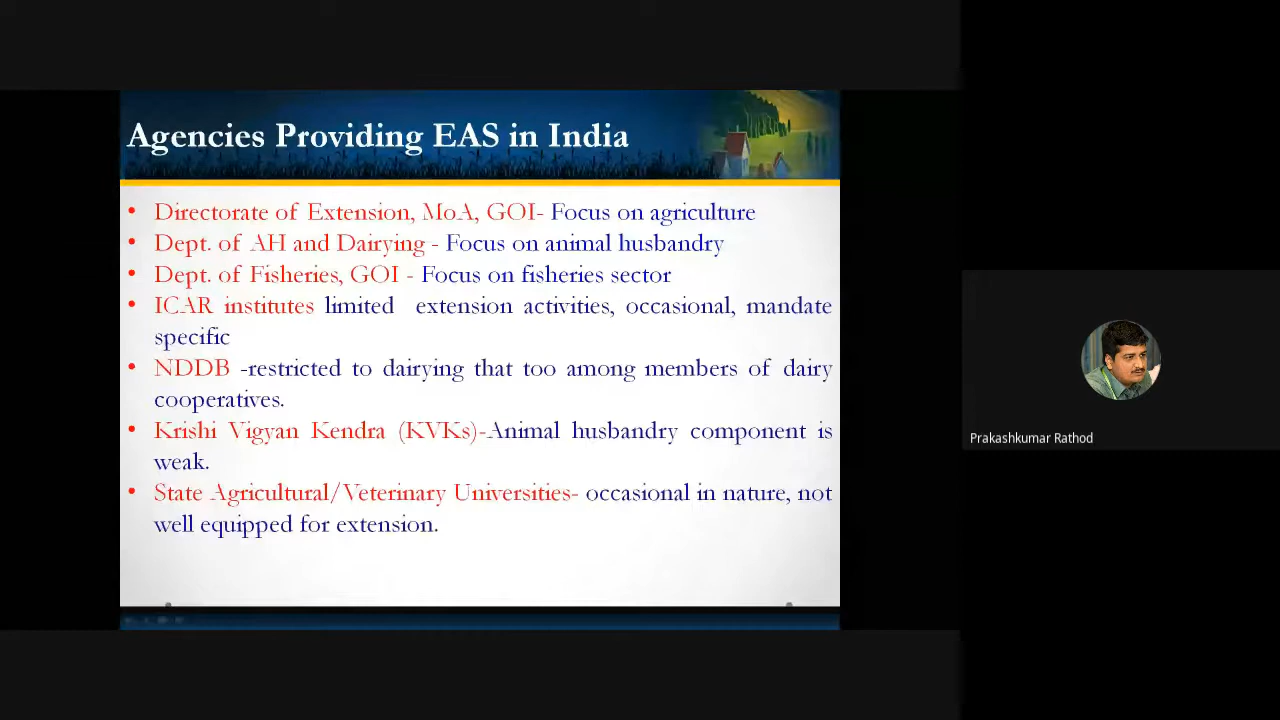 Agencies Providing EAS in India
• Directorate of Extension, MoA, GOI- Focus on agriculture
• Dept. of AH and Dairying - Focus on animal husbandry
• Dept. of Fisheries, GOI - Focus on fisheries sector
• ICAR institutes limited extension activities, occasional, mandate
specific
• NDDB -restricted to dairying that too among members of dairy
cooperatives.
• Krishi Vigyan Kendra (KVKs)-Animal husbandry component is
weak.
• State Agricultural/Veterinary Universities- occasional in nature, not
well equipped for extension.
Prakashkumar Rathod